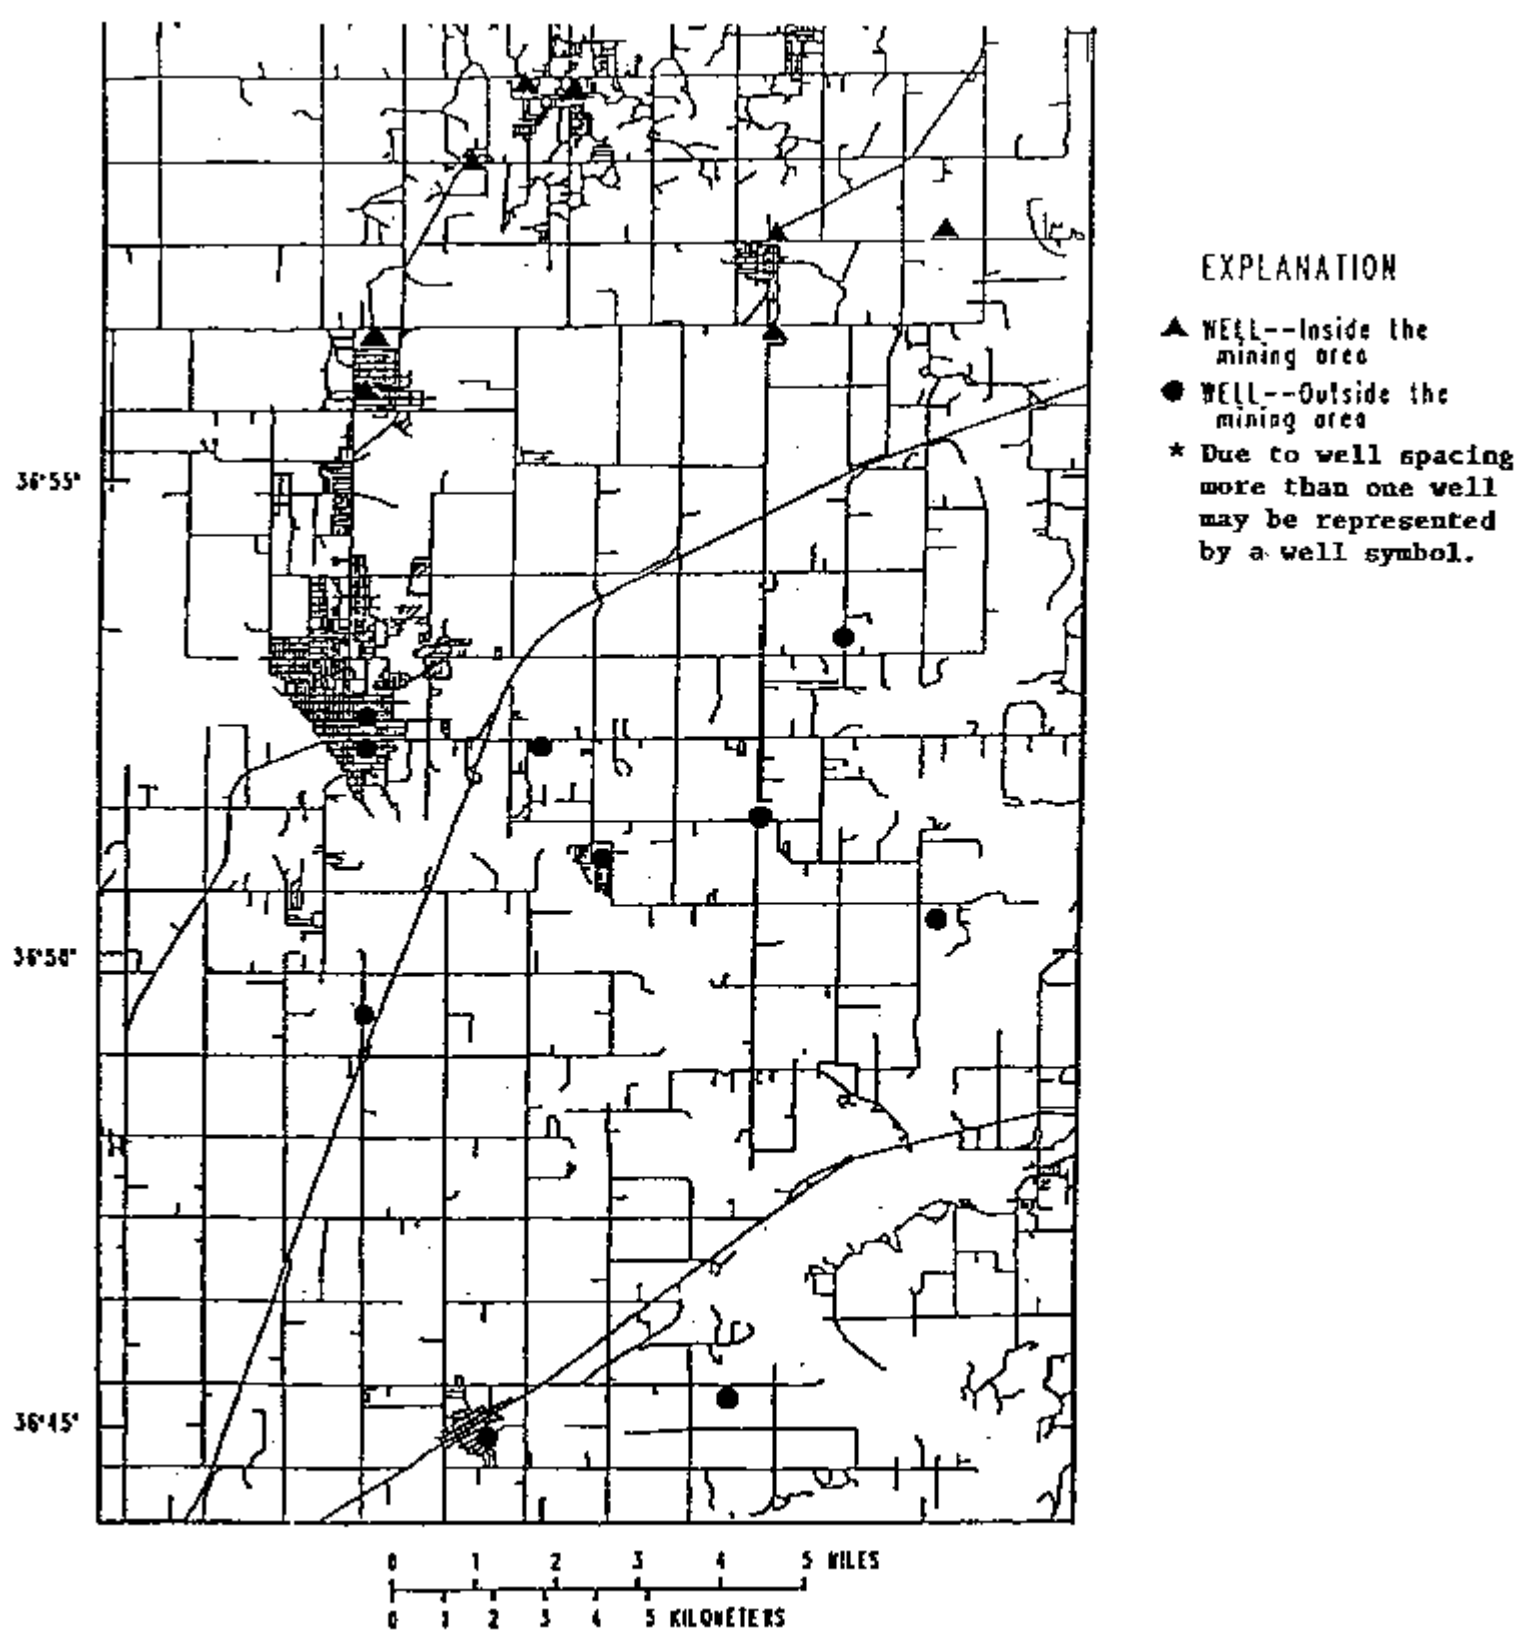 EXPLANATION
▲ WELL--Inside the
mining area
● WELL--Outside the
mining area
* Due to well spacing
more than one well
may be represented
by a well symbol.
36°55'
36°50'
36°45'
0 1 2 3 4 5 MILES
0 1 2 3 4 5 KILOMETERS